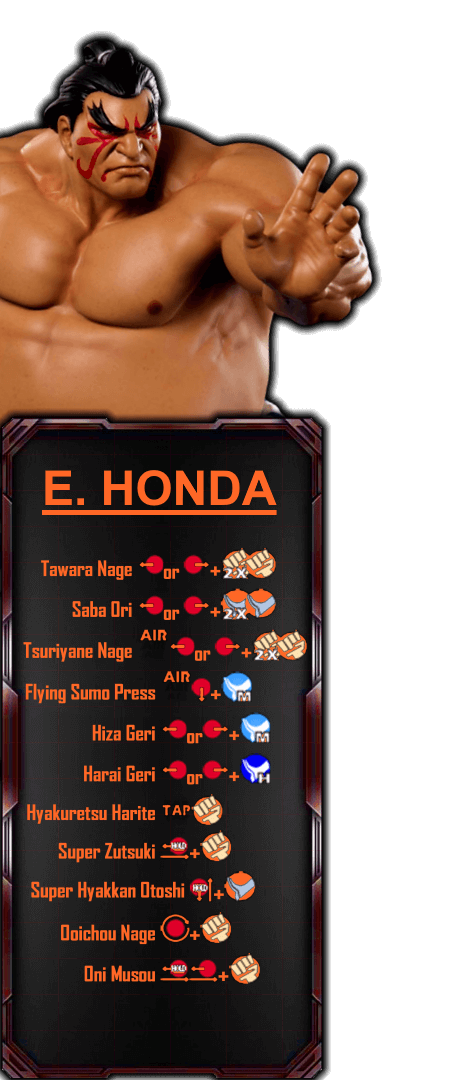 E. HONDA
Tawara Nage or + 2X
Saba Ori or + 2X
AIR
Tsuriyane Nage or + 2X
AIR
Flying Sumo Press + M
Hiza Geri or + M
Harai Geri or + H
Hyakuretsu Harite TAP
Super Zutsuki HOLD +
Super Hyakkan Otoshi HOLD +
Ooichou Nage +
Oni Musou HOLD +